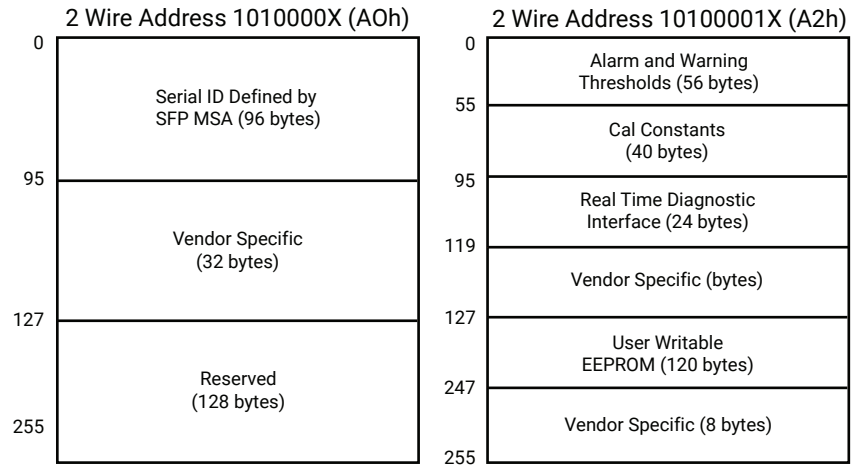 2 Wire Address 1010000X (AOh)
0
Serial ID Defined by
SFP MSA (96 bytes)
95
Vendor Specific
(32 bytes)
127
Reserved
(128 bytes)
255
2 Wire Address 10100001X (A2h)
0
Alarm and Warning
Thresholds (56 bytes)
55
Cal Constants
(40 bytes)
95
Real Time Diagnostic
Interface (24 bytes)
119
Vendor Specific (bytes)
127
User Writable
EEPROM (120 bytes)
247
Vendor Specific (8 bytes)
255